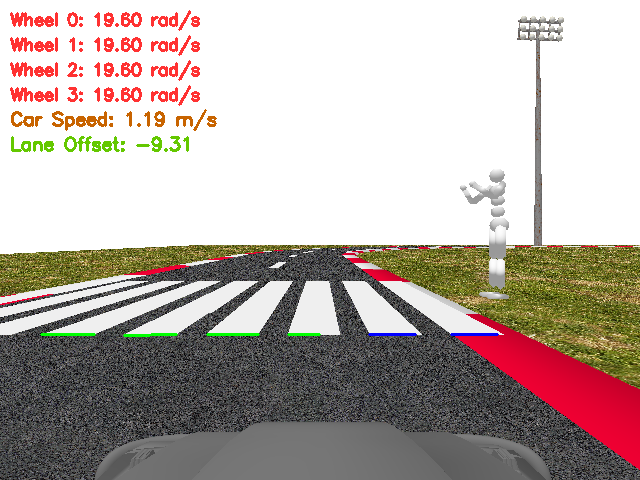 Wheel 0: 19.60 rad/s
Wheel 1: 19.60 rad/s
Wheel 2: 19.60 rad/s
Wheel 3: 19.60 rad/s
Car Speed: 1.19 m/s
Lane Offset: -9.31